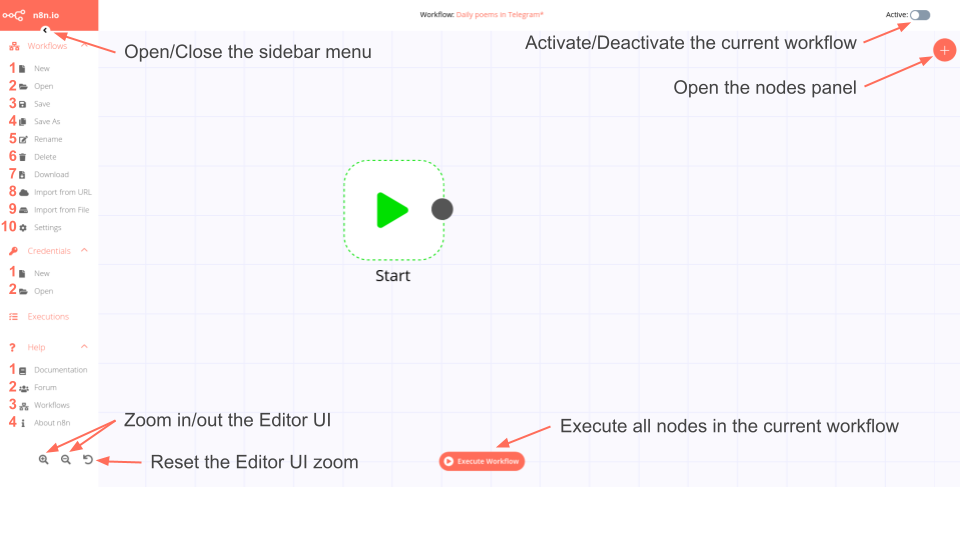 n8n.io
Workflow: Daily poems in Telegram*
Active:
Open/Close the sidebar menu
Activate/Deactivate the current workflow
Open the nodes panel
Workflows
1 New
2 Open
3 Save
4 Save As
5 Rename
6 Delete
7 Download
8 Import from URL
9 Import from File
10 Settings
Credentials
1 New
2 Open
Executions
? Help
1 Documentation
2 Forum
3 Workflows
4 i About n8n
Start
Zoom in/out the Editor UI
Reset the Editor UI zoom
Execute all nodes in the current workflow
Execute Workflow